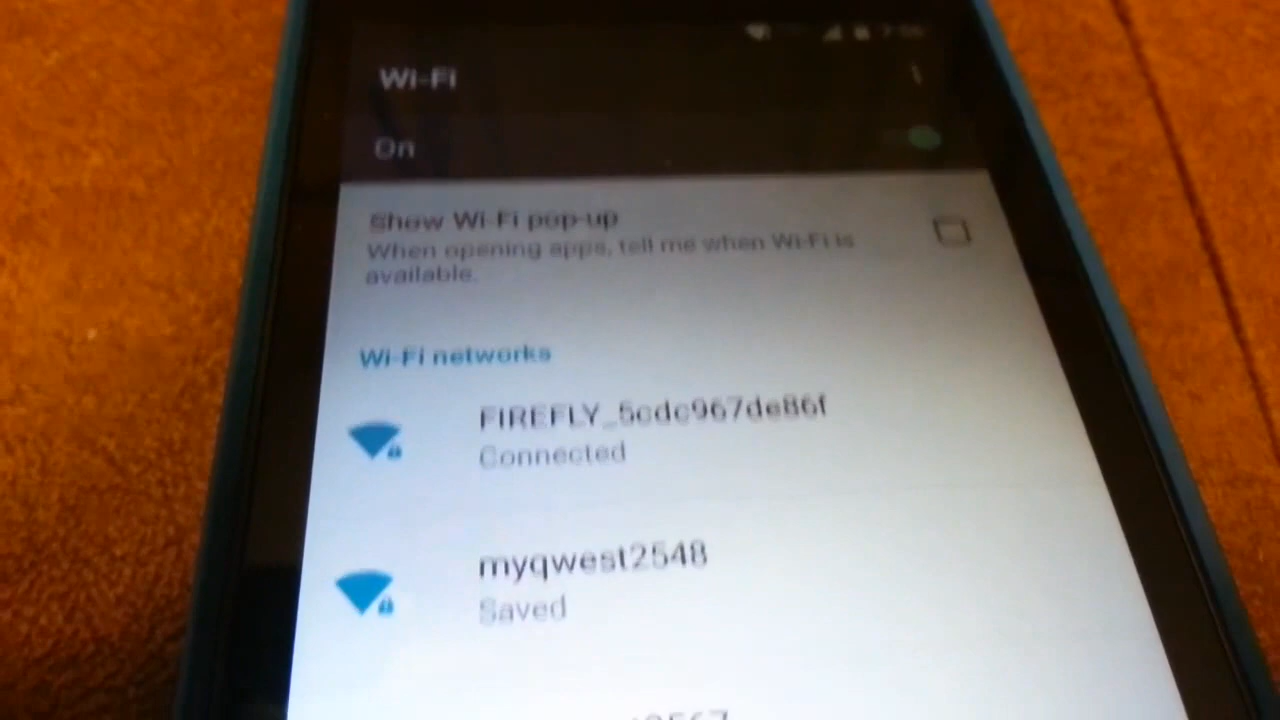 Wi-Fi
On
Show Wi-Fi pop-up
When opening apps, tell me when Wi-Fi is
available.
Wi-Fi networks
FIREFLY_5cdc967de86f
Connected
myqwest2548
Saved